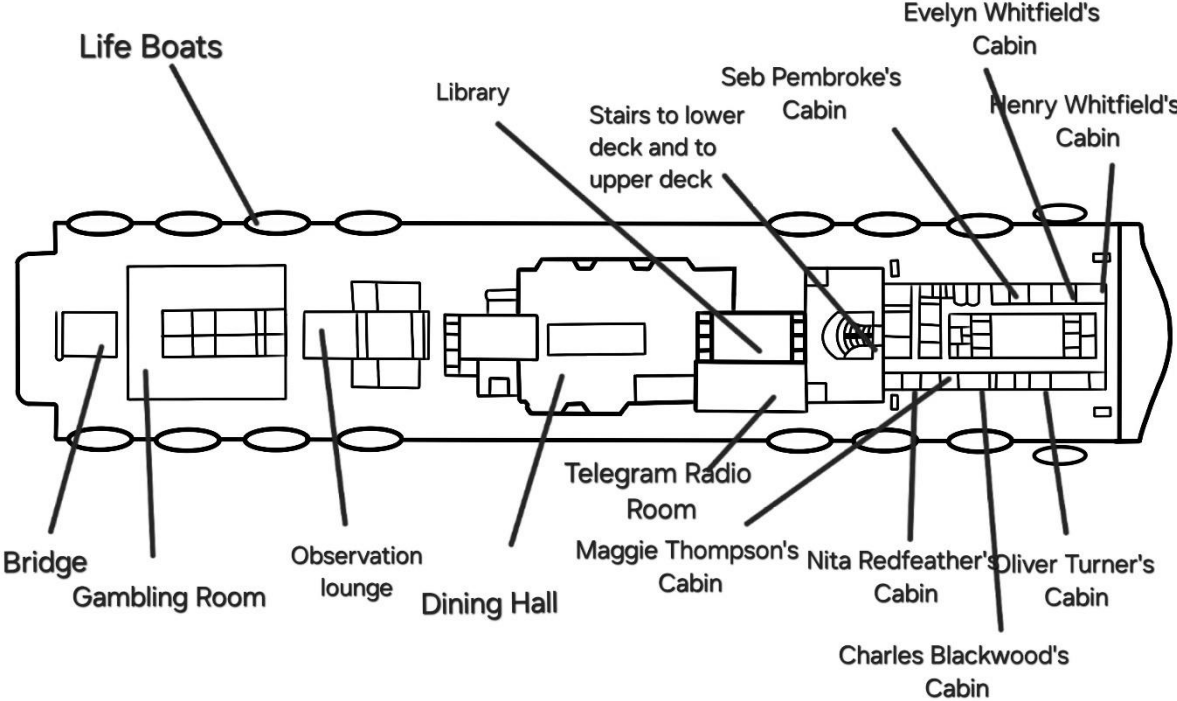 Evelyn Whitfield's
Cabin
Life Boats
Seb Pembroke's
Cabin
Library
Henry Whitfield's
Cabin
Stairs to lower
deck and to
upper deck
Telegram Radio
Room
Bridge
Gambling Room
Observation
lounge
Dining Hall
Maggie Thompson's
Cabin
Nita Redfeather's
Cabin
Oliver Turner's
Cabin
Charles Blackwood's
Cabin